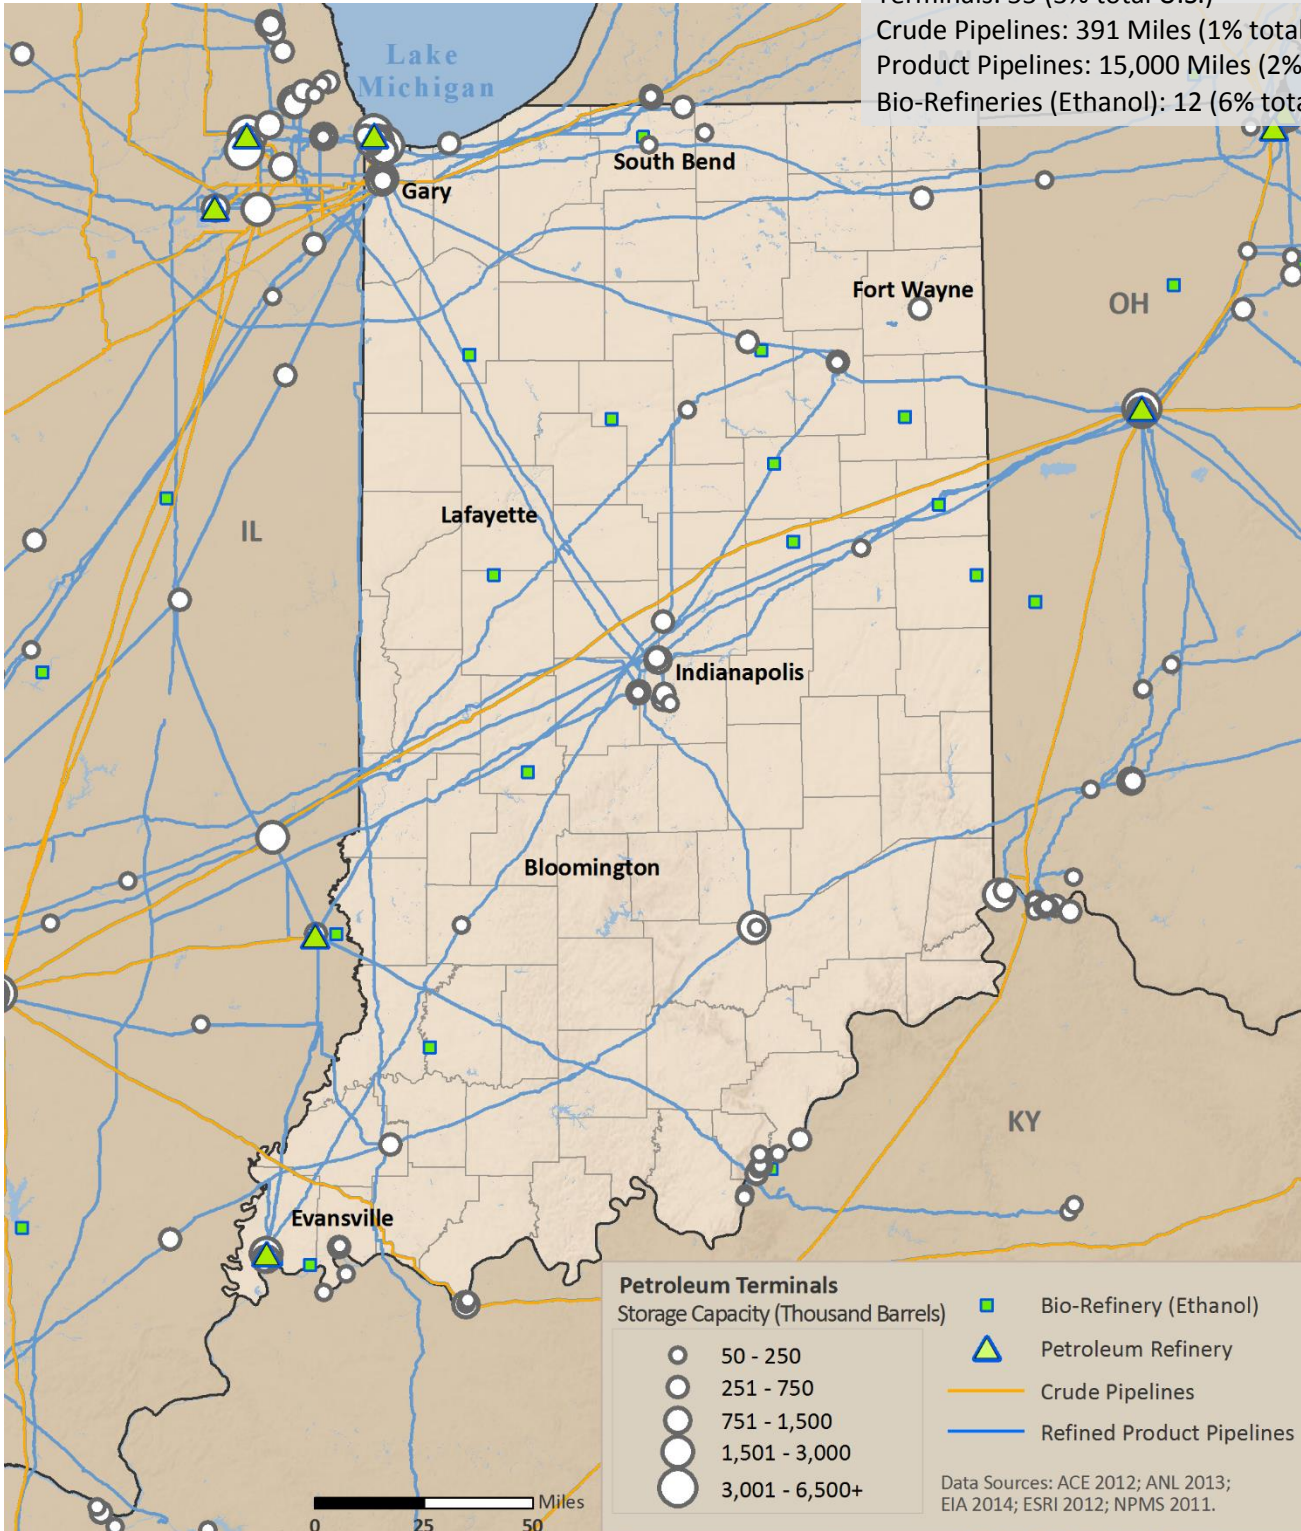 Crude Pipelines: 391 Miles (1% total
Product Pipelines: 15,000 Miles (2%
Bio-Refineries (Ethanol): 12 (6% tota
Lake
Michigan
South Bend
Gary
Fort Wayne
OH
Lafayette
IL
Indianapolis
Bloomington
KY
Evansville
Petroleum Terminals
Storage Capacity (Thousand Barrels)
50 - 250
251 - 750
751 - 1,500
1,501 - 3,000
3,001 - 6,500+
Bio-Refinery (Ethanol)
Petroleum Refinery
Crude Pipelines
Refined Product Pipelines
Data Sources: ACE 2012; ANL 2013;
EIA 2014; ESRI 2012; NPMS 2011.
Miles
0 25 50